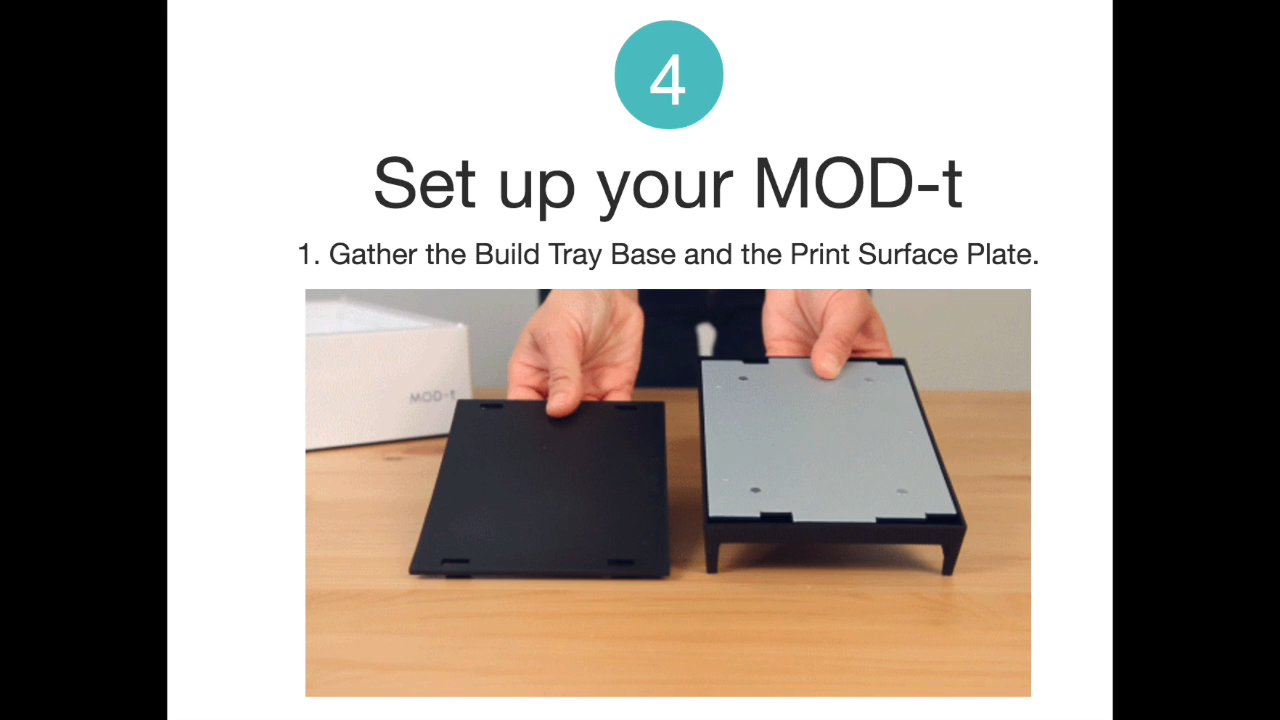 4
Set up your MOD-t
1. Gather the Build Tray Base and the Print Surface Plate.
MOD-t